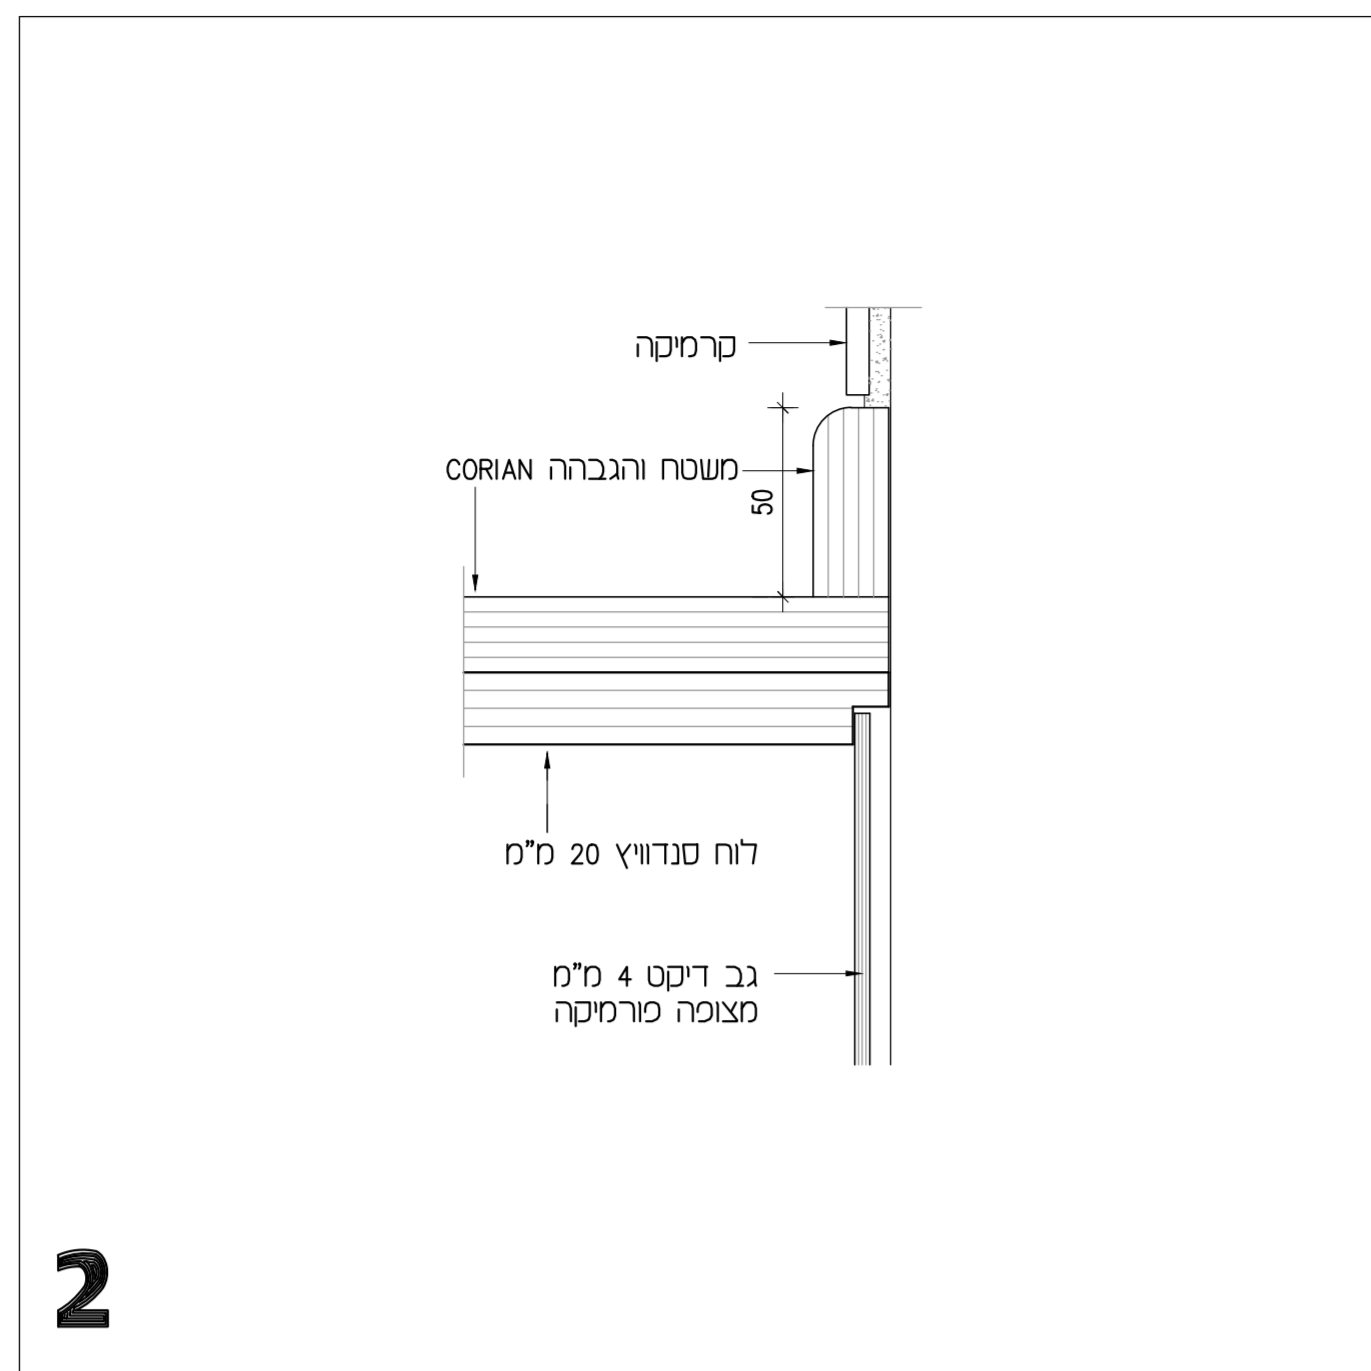 קרמיקה
משטח והגבהה CORIAN
50
לוח סנדוויץ 20 מ"מ
גב דיקט 4 מ"מ
מצופה פורמיקה
2